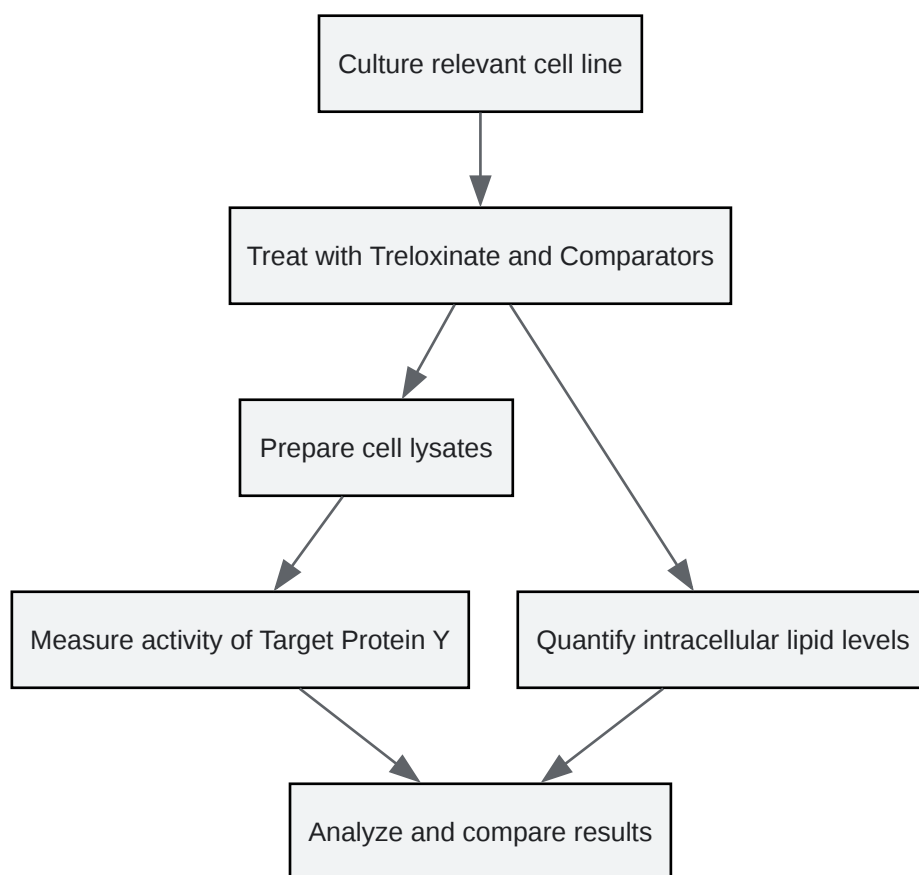 Culture relevant cell line
Treat with Treloxinate and Comparators
Prepare cell lysates
Measure activity of Target Protein Y
Quantify intracellular lipid levels
Analyze and compare results